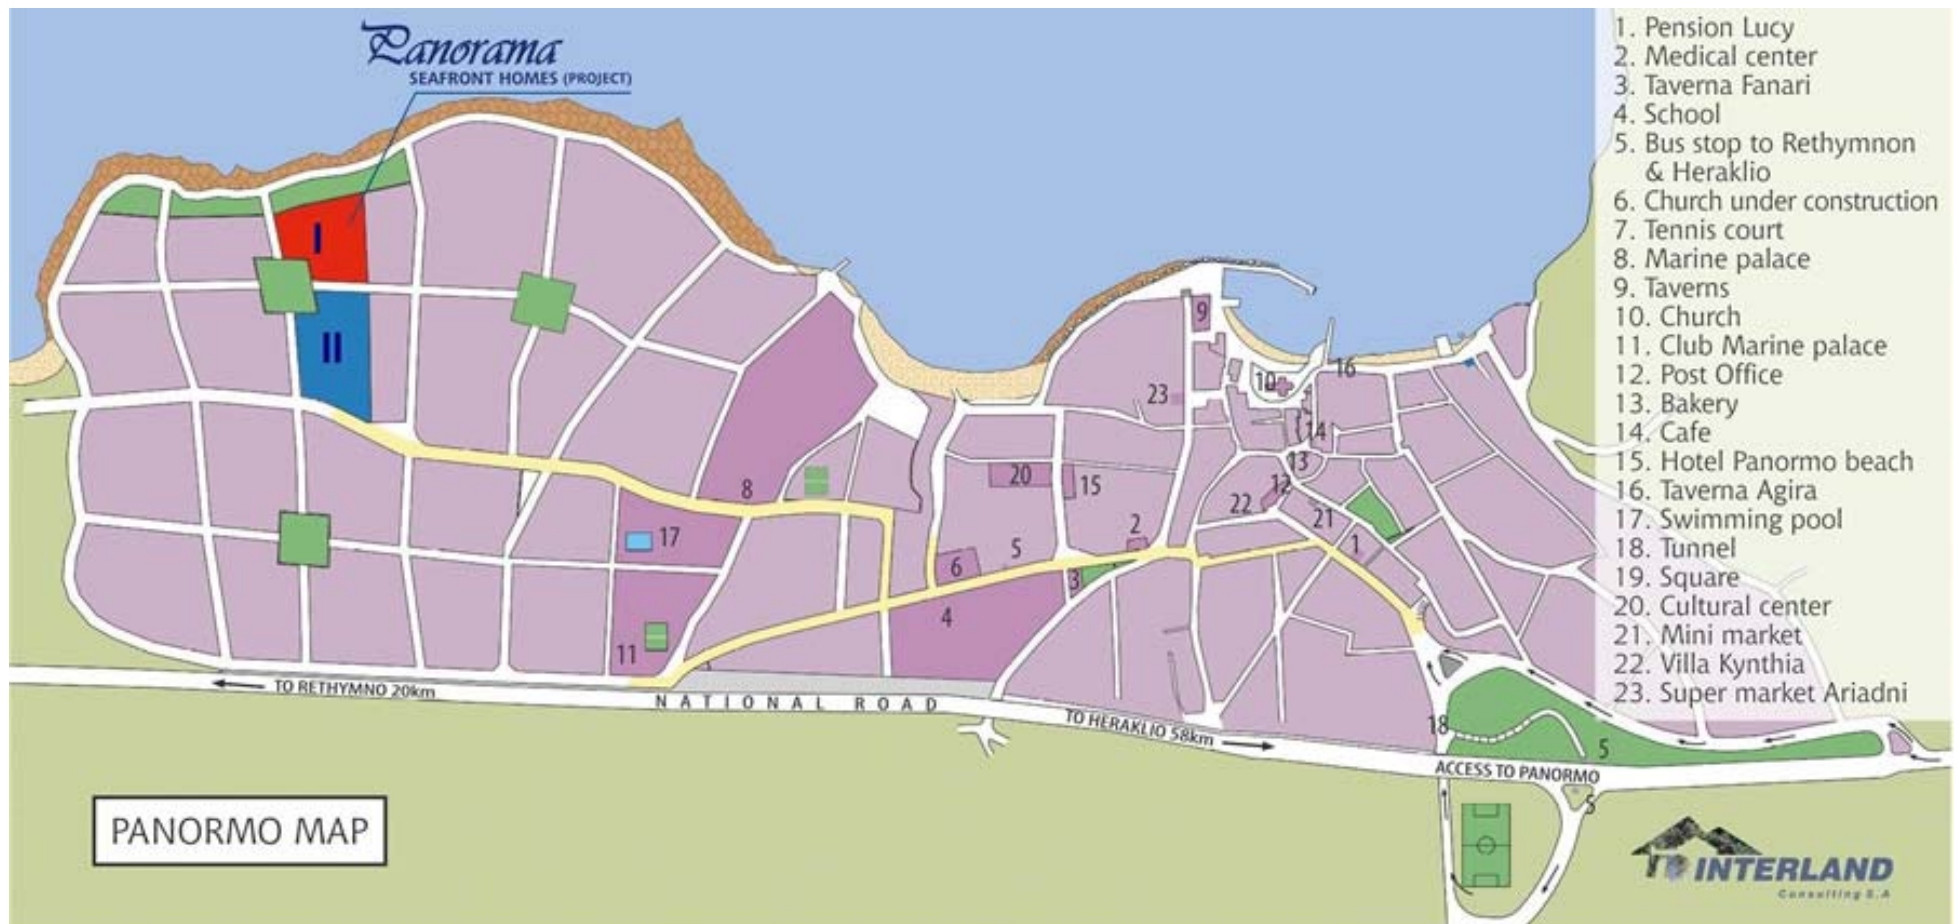 Panorama
SEAFRONT HOMES (PROJECT)
1. Pension Lucy
2. Medical center
3. Taverna Fanari
4. School
5. Bus stop to Rethymnon
& Heraklio
6. Church under construction
7. Tennis court
8. Marine palace
9. Taverns
10. Church
11. Club Marine palace
12. Post Office
13. Bakery
14. Cafe
15. Hotel Panormo beach
16. Taverna Agira
17. Swimming pool
18. Tunnel
19. Square
20. Cultural center
21. Mini market
22. Villa Kynthia
23. Super market Ariadni
I
II
9
10
16
23
14
13
20
15
12
22
21
8
17
2
5
1
6
3
4
11
TO RETHYMNO 20km
NATIONAL ROAD
TO HERAKLIO 58km
18
5
ACCESS TO PANORMO
5
PANORMO MAP
INTERLAND
Consulting S.A